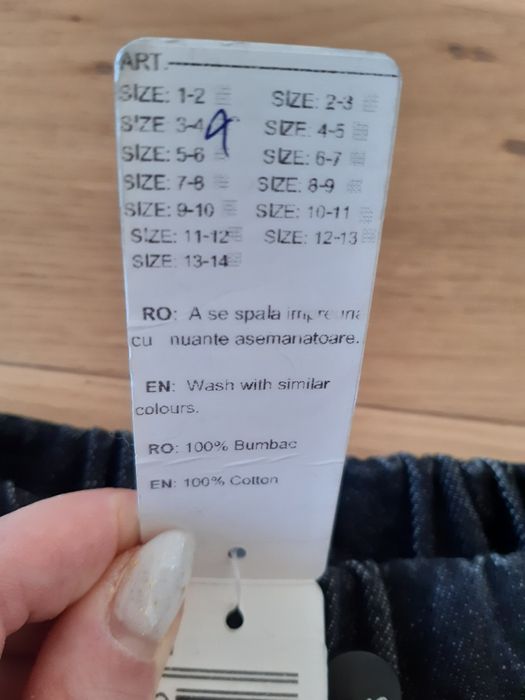 ART.
SIZE: 1-2 SIZE: 2-3
SIZE 3-4 9 SIZE: 4-5
SIZE: 5-6 SIZE: 6-7
SIZE: 7-8 SIZE: 8-9
SIZE: 9-10 SIZE: 10-11
SIZE: 11-12 SIZE: 12-13
SIZE: 13-14
RO: A se spala impreuna
cu nuante asemanatoare.
EN: Wash with similar
colours.
RO: 100% Bumbac
EN: 100% Cotton